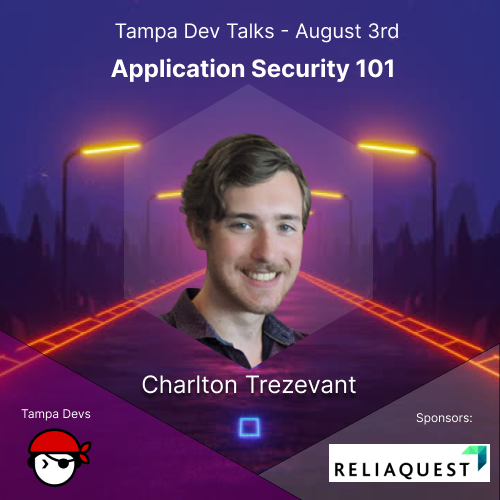 Tampa Dev Talks - August 3rd
Application Security 101
Charlton Trezevant
Tampa Devs
Sponsors:
RELIAQUEST